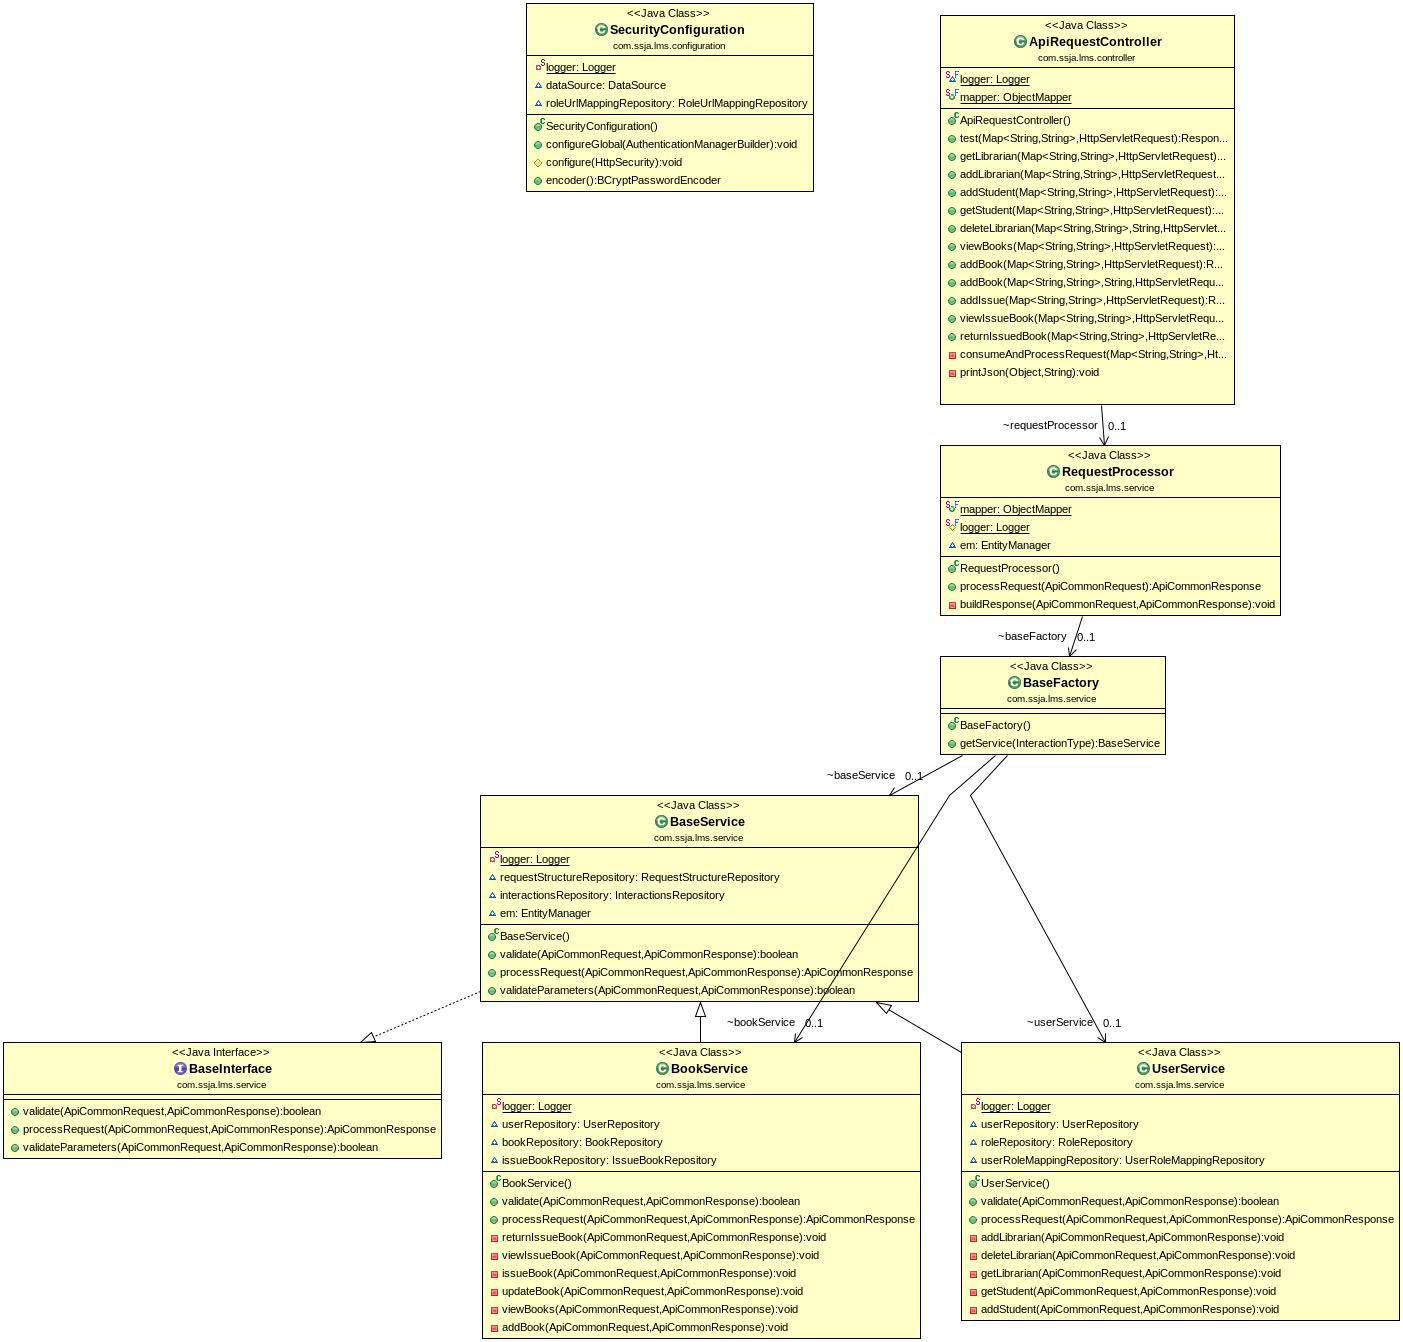 <<Java Class>>
SecurityConfiguration
com.ssja.lms.configuration
logger: Logger
dataSource: DataSource
roleUrlMappingRepository: RoleUrlMappingRepository
SecurityConfiguration()
configureGlobal(AuthenticationManagerBuilder):void
configure(HttpSecurity):void
encoder():BCryptPasswordEncoder
<<Java Class>>
ApiRequestController
com.ssja.lms.controller
logger: Logger
mapper: ObjectMapper
ApiRequestController()
test(Map<String,String>,HttpServletRequest):Respon...
getLibrarian(Map<String,String>,HttpServletRequest)...
addLibrarian(Map<String,String>,HttpServletRequest...
addStudent(Map<String,String>,HttpServletRequest):...
getStudent(Map<String,String>,HttpServletRequest):...
deleteLibrarian(Map<String,String>,String,HttpServlet...
viewBooks(Map<String,String>,HttpServletRequest):...
addBook(Map<String,String>,HttpServletRequest):R...
addBook(Map<String,String>,String,HttpServletRequ...
addIssue(Map<String,String>,HttpServletRequest):R...
viewIssueBook(Map<String,String>,HttpServletRequ...
returnIssuedBook(Map<String,String>,HttpServletRe...
consumeAndProcessRequest(Map<String,String>,Ht...
printJson(Object,String):void
~requestProcessor 0..1
<<Java Class>>
RequestProcessor
com.ssja.lms.service
mapper: ObjectMapper
logger: Logger
em: EntityManager
RequestProcessor()
processRequest(ApiCommonRequest):ApiCommonResponse
buildResponse(ApiCommonRequest,ApiCommonResponse):void
~baseFactory 0..1
<<Java Class>>
BaseFactory
com.ssja.lms.service
BaseFactory()
getService(InteractionType):BaseService
~baseService 0..1
<<Java Class>>
BaseService
com.ssja.lms.service
logger: Logger
requestStructureRepository: RequestStructureRepository
interactionsRepository: InteractionsRepository
em: EntityManager
BaseService()
validate(ApiCommonRequest,ApiCommonResponse):boolean
processRequest(ApiCommonRequest,ApiCommonResponse):ApiCommonResponse
validateParameters(ApiCommonRequest,ApiCommonResponse):boolean
~bookService 0..1
~userService 0..1
<<Java Interface>>
BaseInterface
com.ssja.lms.service
validate(ApiCommonRequest,ApiCommonResponse):boolean
processRequest(ApiCommonRequest,ApiCommonResponse):ApiCommonResponse
validateParameters(ApiCommonRequest,ApiCommonResponse):boolean
<<Java Class>>
BookService
com.ssja.lms.service
logger: Logger
userRepository: UserRepository
bookRepository: BookRepository
issueBookRepository: IssueBookRepository
BookService()
validate(ApiCommonRequest,ApiCommonResponse):boolean
processRequest(ApiCommonRequest,ApiCommonResponse):ApiCommonResponse
returnIssueBook(ApiCommonRequest,ApiCommonResponse):void
viewIssueBook(ApiCommonRequest,ApiCommonResponse):void
issueBook(ApiCommonRequest,ApiCommonResponse):void
updateBook(ApiCommonRequest,ApiCommonResponse):void
viewBooks(ApiCommonRequest,ApiCommonResponse):void
addBook(ApiCommonRequest,ApiCommonResponse):void
<<Java Class>>
UserService
com.ssja.lms.service
logger: Logger
userRepository: UserRepository
roleRepository: RoleRepository
userRoleMappingRepository: UserRoleMappingRepository
UserService()
validate(ApiCommonRequest,ApiCommonResponse):boolean
processRequest(ApiCommonRequest,ApiCommonResponse):ApiCommonResponse
addLibrarian(ApiCommonRequest,ApiCommonResponse):void
deleteLibrarian(ApiCommonRequest,ApiCommonResponse):void
getLibrarian(ApiCommonRequest,ApiCommonResponse):void
getStudent(ApiCommonRequest,ApiCommonResponse):void
addStudent(ApiCommonRequest,ApiCommonResponse):void